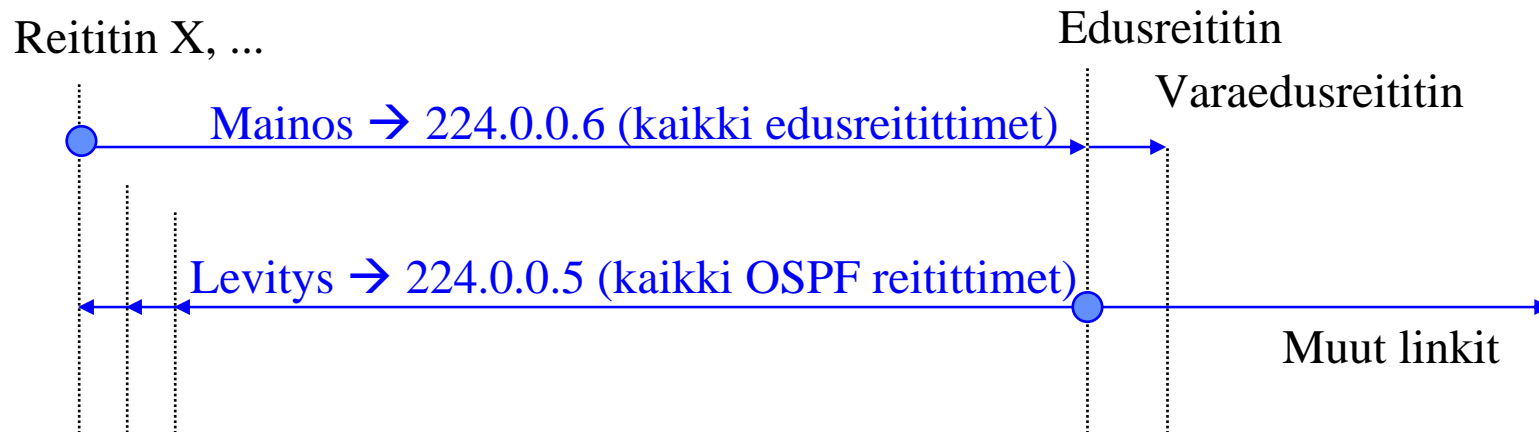 Reititin X, ...
Edusreititin
Varaedusreititin
Mainos → 224.0.0.6 (kaikki edusreitittimet)
Levitys → 224.0.0.5 (kaikki OSPF reitittimet)
Muut linkit